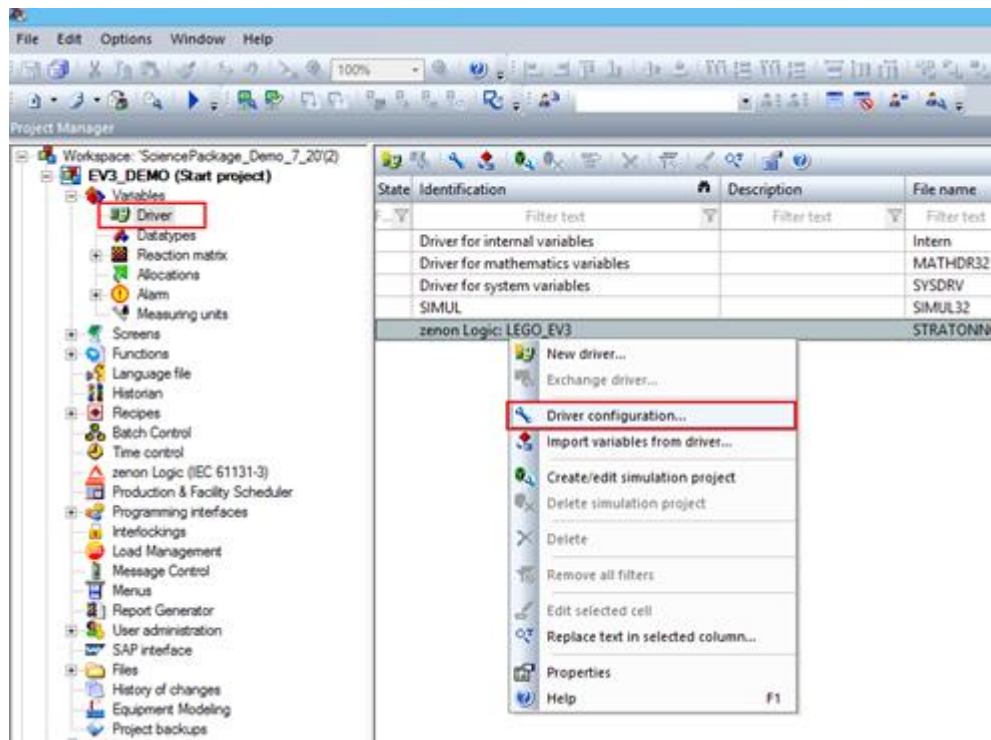 File Edit Options Window Help
100%
Project Manager
Workspace: 'SciencePackage_Demo_7_20'(2)
EV3_DEMO (Start project)
Variables
Driver
Datatypes
Reaction matrix
Allocations
Alarm
Measuring units
Screens
Functions
Language file
Historian
Recipes
Batch Control
Time control
zenon Logic (IEC 61131-3)
Production & Facility Scheduler
Programming interfaces
Interlockings
Load Management
Message Control
Menus
Report Generator
User administration
SAP interface
Files
History of changes
Equipment Modeling
Project backups
State Identification Description File name
F... Filter text Filter text Filter text
Driver for internal variables Intern
Driver for mathematics variables MATHDR32
Driver for system variables SYSDRV
SIMUL SIMUL32
zenon Logic: LEGO_EV3
New driver...
Exchange driver...
Driver configuration...
Import variables from driver...
Create/edit simulation project
Delete simulation project
Delete
Remove all filters
Edit selected cell
Replace text in selected column...
Properties
Help F1